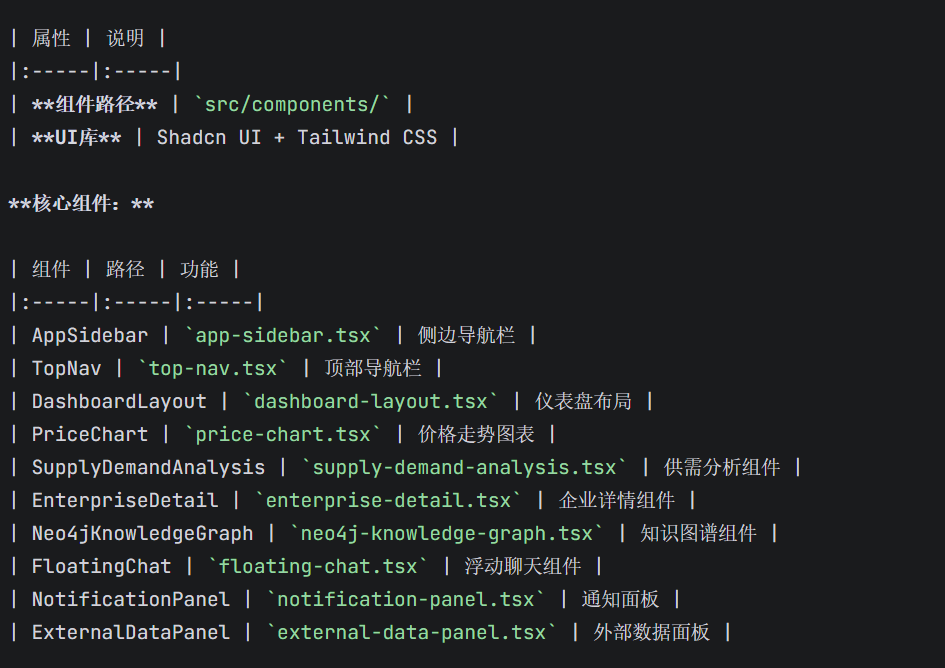 | 属性 | 说明 |
|:-----|:-----|
| **组件路径** | `src/components/` |
| **UI库** | Shadcn UI + Tailwind CSS |
**核心组件：**
| 组件 | 路径 | 功能 |
|:-----|:-----|:-----|
| AppSidebar | `app-sidebar.tsx` | 侧边导航栏 |
| TopNav | `top-nav.tsx` | 顶部导航栏 |
| DashboardLayout | `dashboard-layout.tsx` | 仪表盘布局 |
| PriceChart | `price-chart.tsx` | 价格走势图表 |
| SupplyDemandAnalysis | `supply-demand-analysis.tsx` | 供需分析组件 |
| EnterpriseDetail | `enterprise-detail.tsx` | 企业详情组件 |
| Neo4jKnowledgeGraph | `neo4j-knowledge-graph.tsx` | 知识图谱组件 |
| FloatingChat | `floating-chat.tsx` | 浮动聊天组件 |
| NotificationPanel | `notification-panel.tsx` | 通知面板 |
| ExternalDataPanel | `external-data-panel.tsx` | 外部数据面板 |